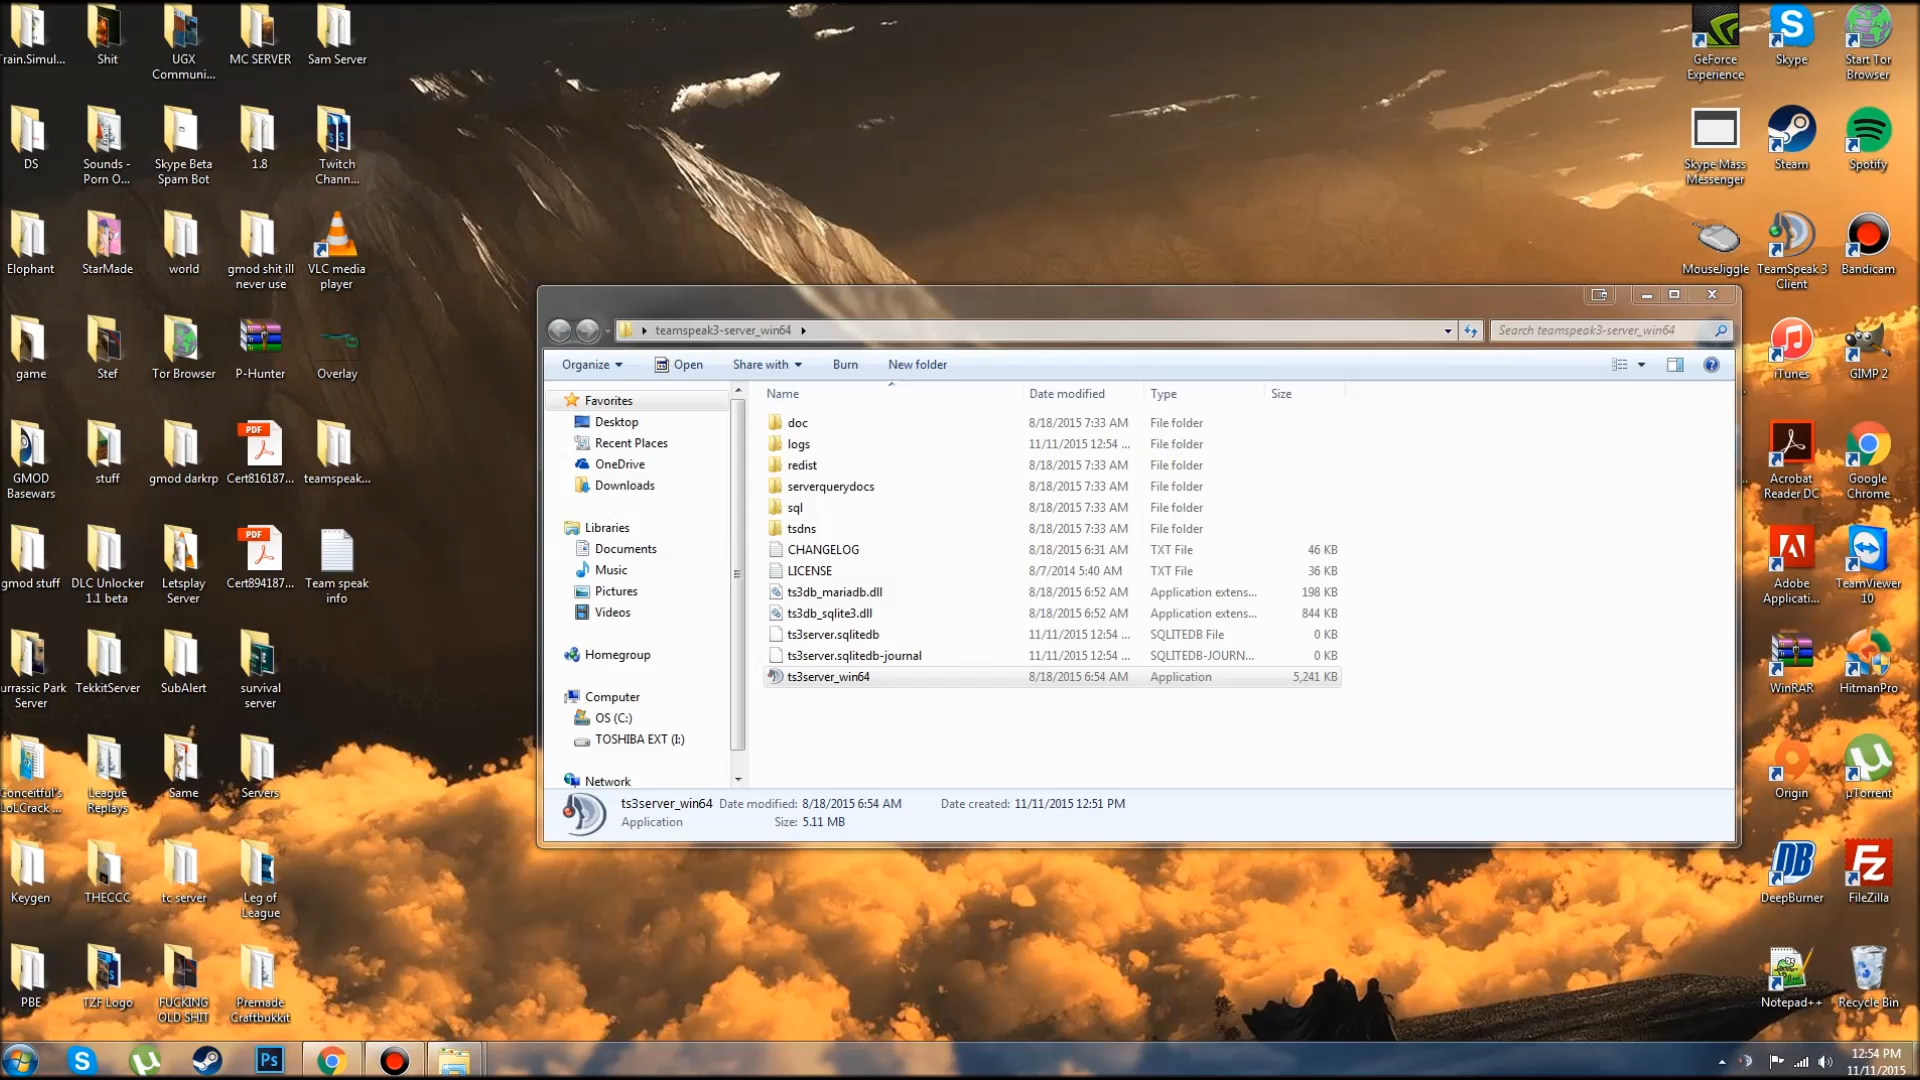 rain.Simul...
Shit
UGX
Communi...
MC SERVER
Sam Server
DS
Sounds -
Porn O...
Skype Beta
Spam Bot
1.8
Twitch
Chann...
Elophant
StarMade
world
gmod shit ill
never use
VLC media
player
game
Stef
Tor Browser
P-Hunter
Overlay
GMOD
Basewars
stuff
gmod darkrp
PDF
Cert816187...
teamspeak...
gmod stuff
DLC Unlocker
1.1 beta
Letsplay
Server
PDF
Cert894187...
Team speak
info
urrassic Park
Server
TekkitServer
SubAlert
survival
server
Conceitful's
LoLCrack ...
League
Replays
Same
Servers
Keygen
THECCC
tc server
Leg of
League
PBE
TZF Logo
FUCKING
OLD SHIT
Premade
Craftbukkit
GeForce
Experience
Skype
Start Tor
Browser
Skype Mass
Messenger
Steam
Spotify
MouseJiggle
TeamSpeak 3
Client
Bandicam
iTunes
GIMP 2
Acrobat
Reader DC
Google
Chrome
Adobe
Applicati...
TeamViewer
10
WinRAR
HitmanPro
Origin
µTorrent
DB
DeepBurner
Fz
FileZilla
Notepad++
Recycle Bin
teamspeak3-server_win64
Search teamspeak3-server_win64
Organize
Open
Share with
Burn
New folder
Favorites
Desktop
Recent Places
OneDrive
Downloads
Libraries
Documents
Music
Pictures
Videos
Homegroup
Computer
OS (C:)
TOSHIBA EXT (I:)
Network
Name Date modified Type Size
doc 8/18/2015 7:33 AM File folder
logs 11/11/2015 12:54 ... File folder
redist 8/18/2015 7:33 AM File folder
serverquerydocs 8/18/2015 7:33 AM File folder
sql 8/18/2015 7:33 AM File folder
tsdns 8/18/2015 7:33 AM File folder
CHANGELOG 8/18/2015 6:31 AM TXT File 46 KB
LICENSE 8/7/2014 5:40 AM TXT File 36 KB
ts3db_mariadb.dll 8/18/2015 6:52 AM Application extens... 198 KB
ts3db_sqlite3.dll 8/18/2015 6:52 AM Application extens... 844 KB
ts3server.sqlitedb 11/11/2015 12:54 ... SQLITEDB File 0 KB
ts3server.sqlitedb-journal 11/11/2015 12:54 ... SQLITEDB-JOURN... 0 KB
ts3server_win64 8/18/2015 6:54 AM Application 5,241 KB
ts3server_win64 Date modified: 8/18/2015 6:54 AM Date created: 11/11/2015 12:51 PM
Application Size: 5.11 MB
Ps
12:54 PM
11/11/2015